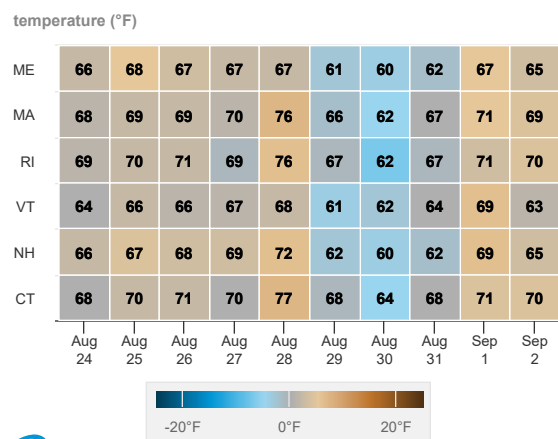 temperature (°F)
ME 66 68 67 67 67 61 60 62 67 65
MA 68 69 69 70 76 66 62 67 71 69
RI 69 70 71 69 76 67 62 67 71 70
VT 64 66 66 67 68 61 62 64 69 63
NH 66 67 68 69 72 62 60 62 69 65
CT 68 70 71 70 77 68 64 68 71 70
Aug Aug Aug Aug Aug Aug Aug Aug Sep Sep
24 25 26 27 28 29 30 31 1 2
-20°F 0°F 20°F